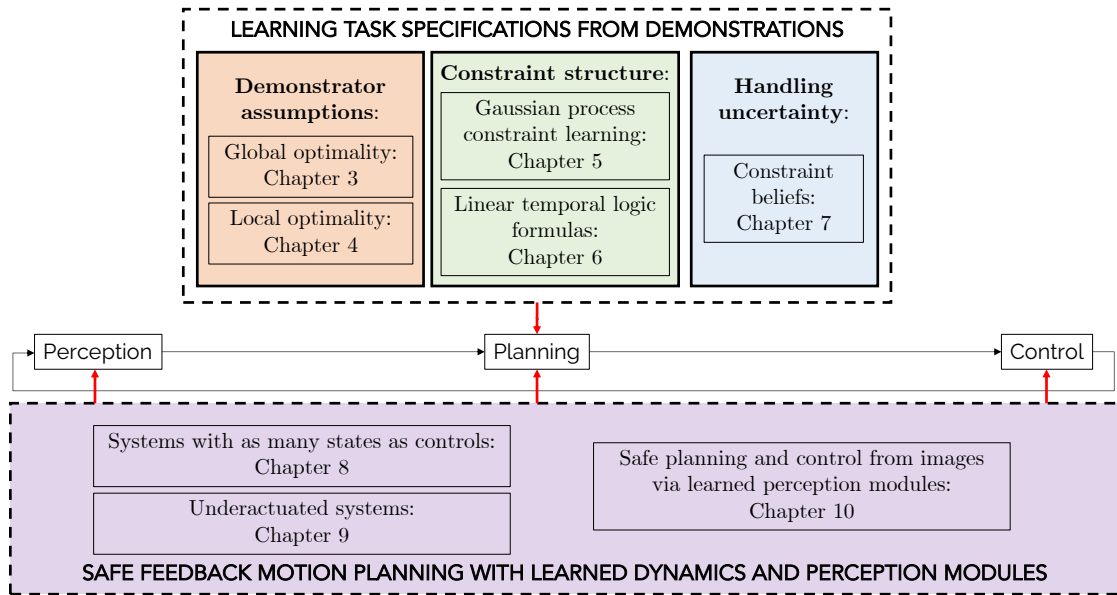 LEARNING TASK SPECIFICATIONS FROM DEMONSTRATIONS
Demonstrator
assumptions:
Global optimality:
Chapter 3
Local optimality:
Chapter 4
Constraint structure:
Gaussian process
constraint learning:
Chapter 5
Linear temporal logic
formulas:
Chapter 6
Handling
uncertainty:
Constraint
beliefs:
Chapter 7
Perception
Planning
Control
Systems with as many states as controls:
Chapter 8
Underactuated systems:
Chapter 9
Safe planning and control from images
via learned perception modules:
Chapter 10
SAFE FEEDBACK MOTION PLANNING WITH LEARNED DYNAMICS AND PERCEPTION MODULES